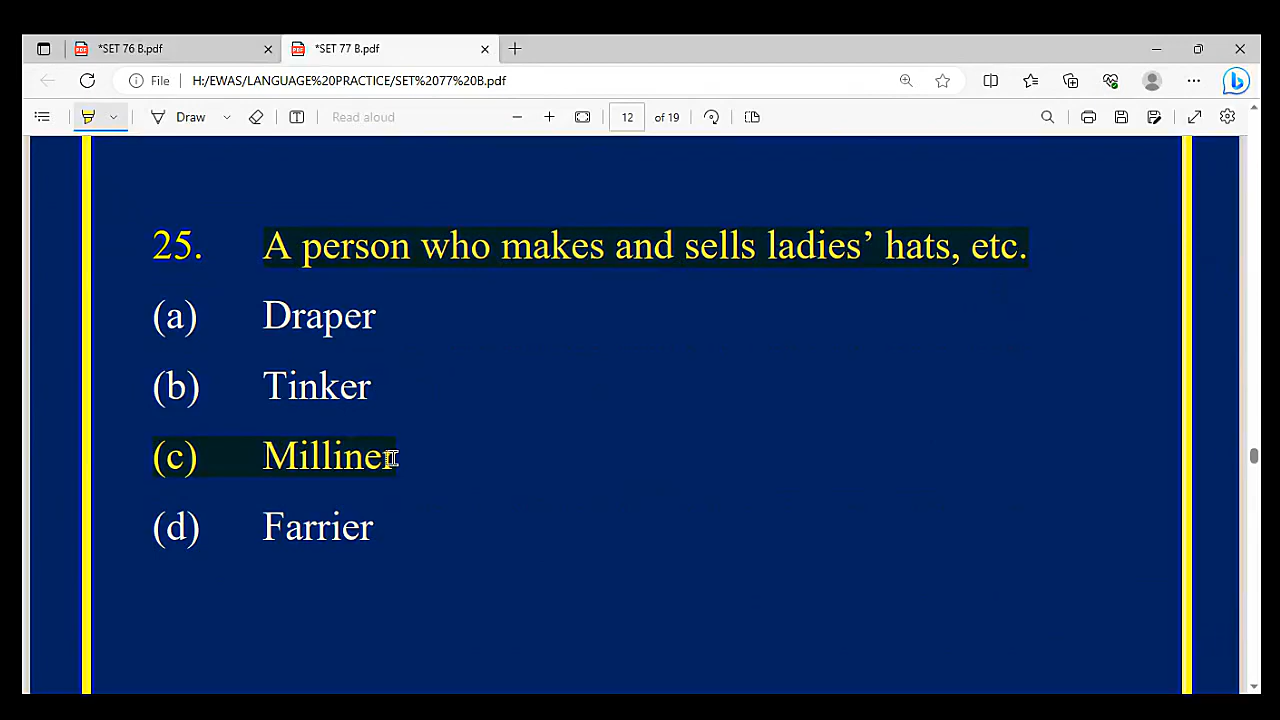 *SET 76 B.pdf
*SET 77 B.pdf
File
H:/EWAS/LANGUAGE%20PRACTICE/SET%2077%20B.pdf
Draw
Read aloud
12
of 19
25. A person who makes and sells ladies’ hats, etc.
(a) Draper
(b) Tinker
(c) Milliner
(d) Farrier